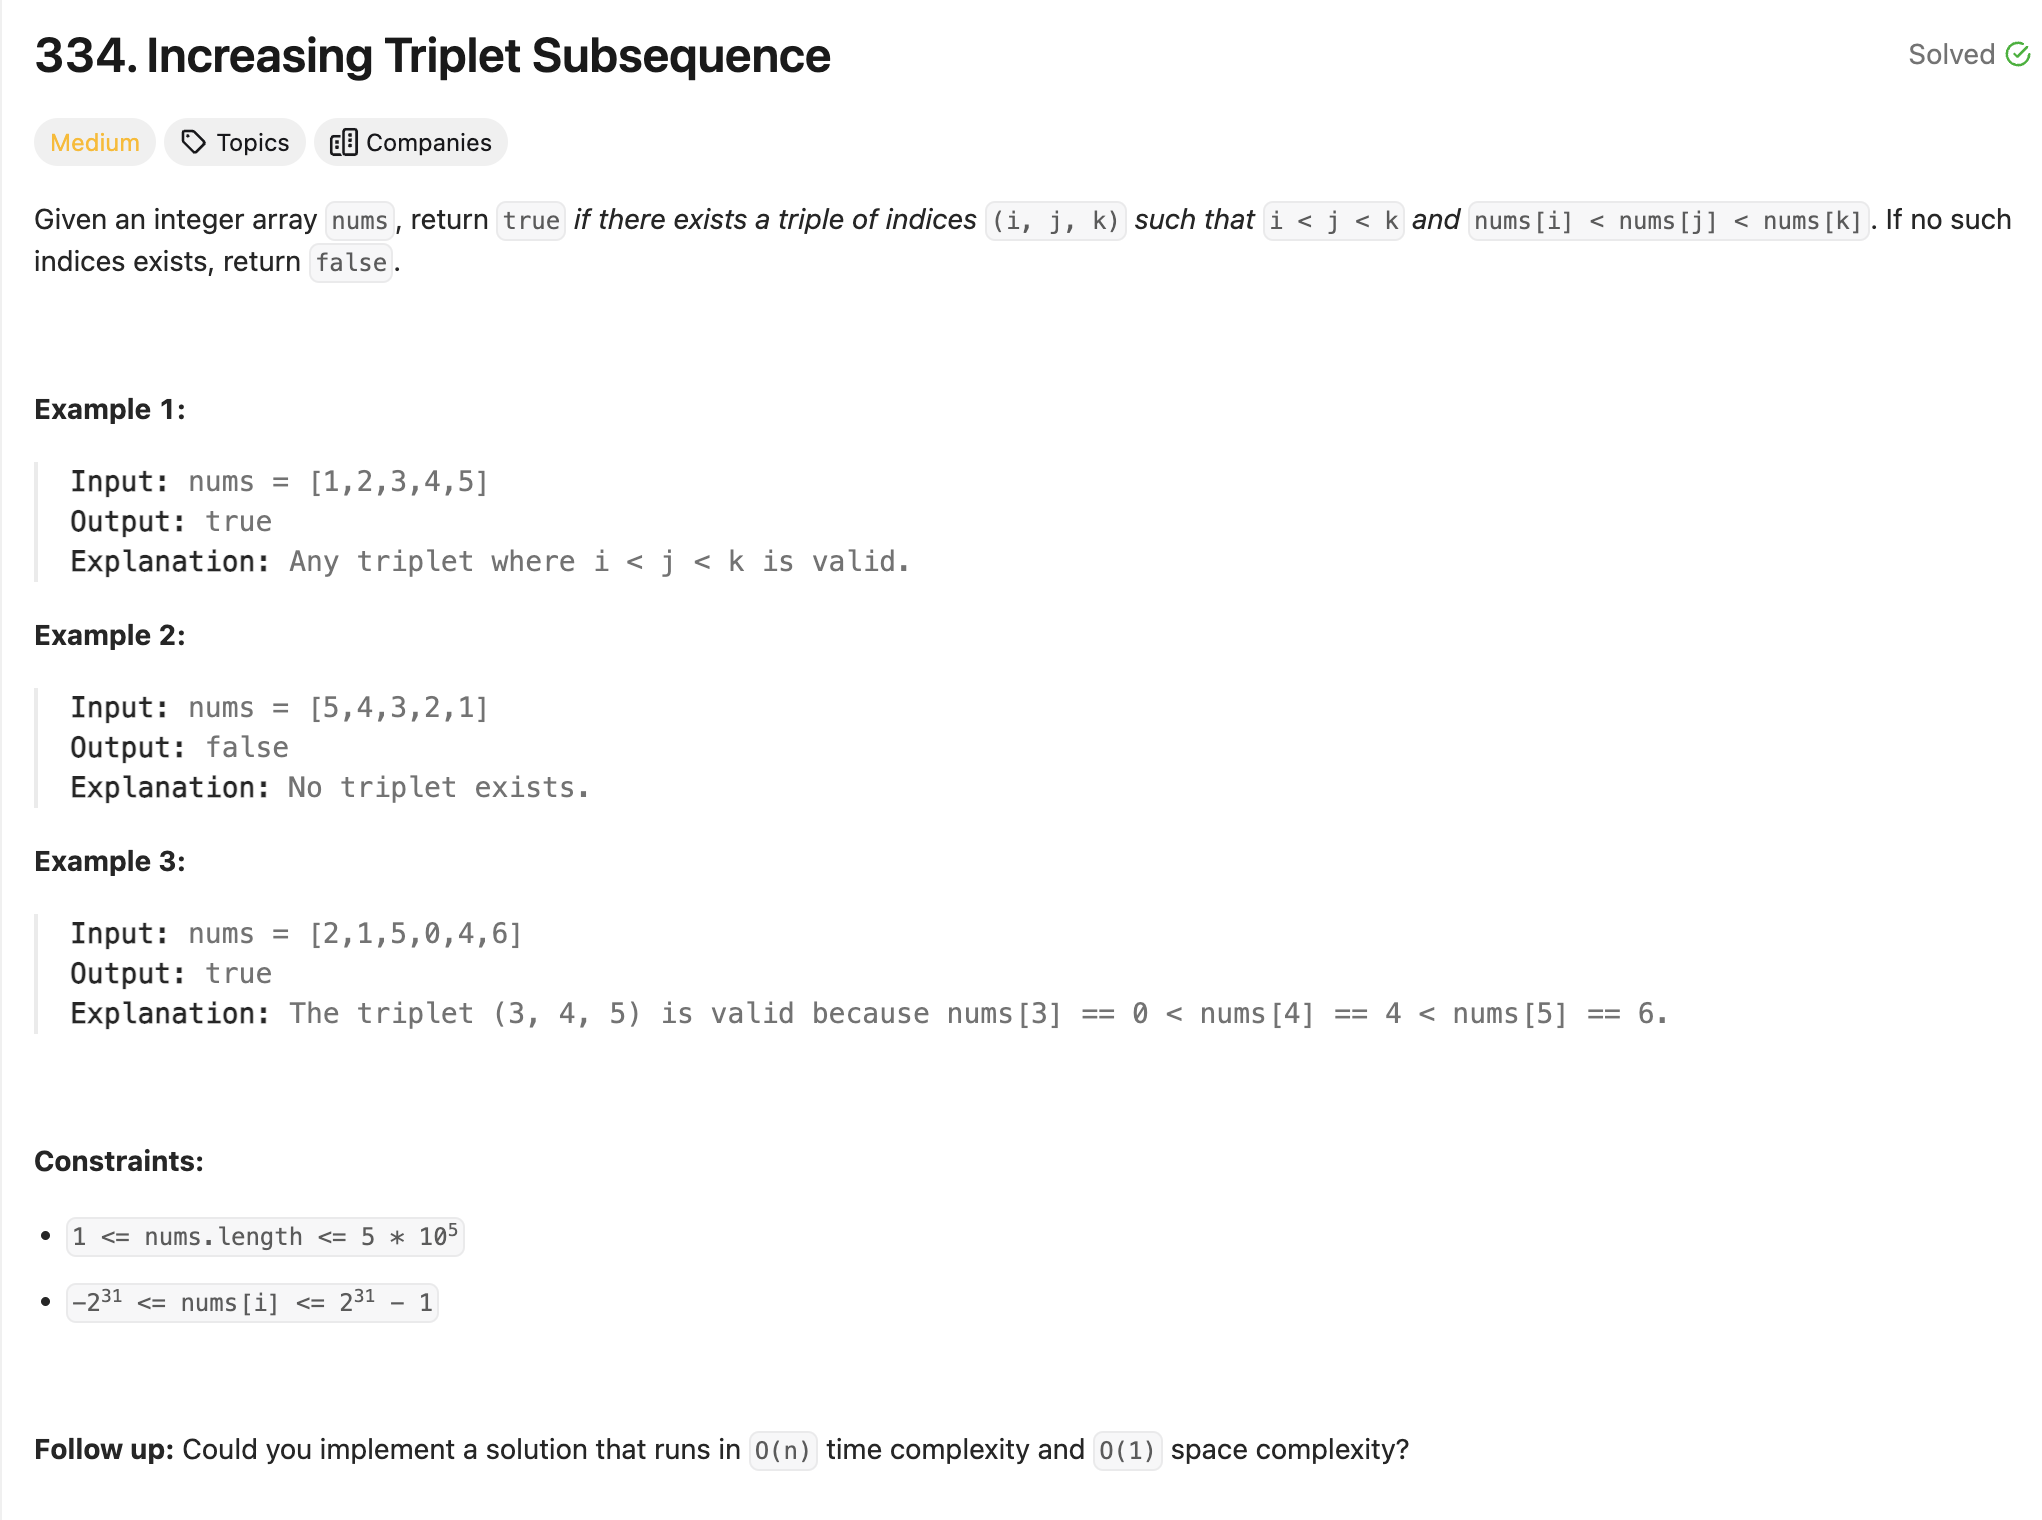 334. Increasing Triplet Subsequence
Solved
Medium Topics Companies
Given an integer array nums, return true if there exists a triple of indices (i, j, k) such that i < j < k and nums[i] < nums[j] < nums[k]. If no such
indices exists, return false.
Example 1:
Input: nums = [1,2,3,4,5]
Output: true
Explanation: Any triplet where i < j < k is valid.
Example 2:
Input: nums = [5,4,3,2,1]
Output: false
Explanation: No triplet exists.
Example 3:
Input: nums = [2,1,5,0,4,6]
Output: true
Explanation: The triplet (3, 4, 5) is valid because nums[3] == 0 < nums[4] == 4 < nums[5] == 6.
Constraints:
• 1 <= nums.length <= 5 * 10⁵
• -2³¹ <= nums[i] <= 2³¹ - 1
Follow up: Could you implement a solution that runs in O(n) time complexity and O(1) space complexity?